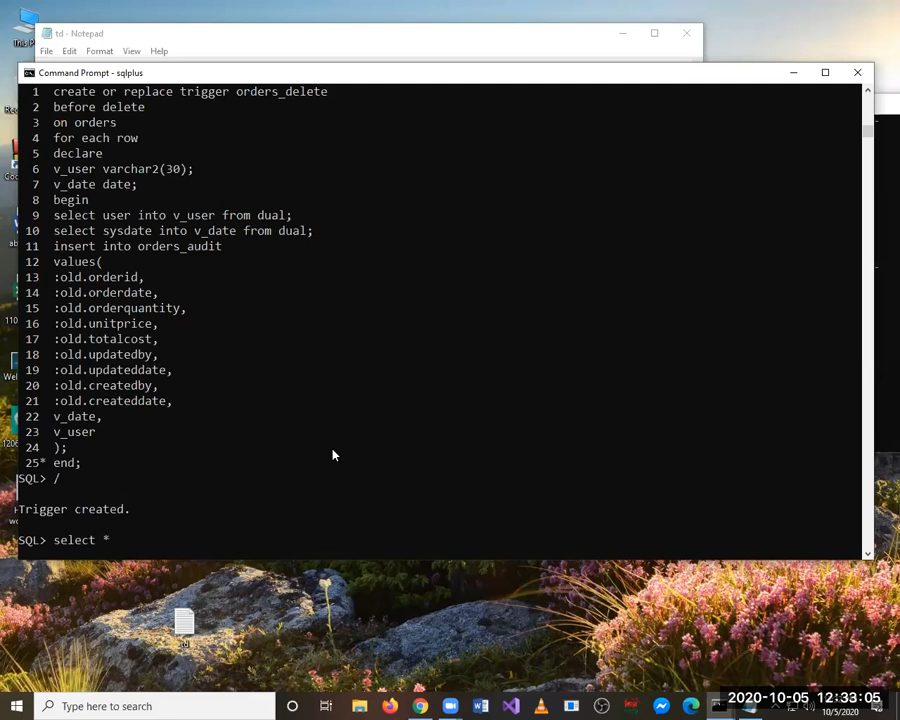 This P
td - Notepad
File Edit Format View Help
Command Prompt - sqlplus
1 create or replace trigger orders_delete
2 before delete
3 on orders
4 for each row
5 declare
6 v_user varchar2(30);
7 v_date date;
8 begin
9 select user into v_user from dual;
10 select sysdate into v_date from dual;
11 insert into orders_audit
12 values(
13 :old.orderid,
14 :old.orderdate,
15 :old.orderquantity,
16 :old.unitprice,
17 :old.totalcost,
18 :old.updatedby,
19 :old.updateddate,
20 :old.createdby,
21 :old.createddate,
22 v_date,
23 v_user
24 );
25* end;
SQL> /
Trigger created.
SQL> select *
Type here to search
2020-10-05 12:33:05
10/5/2020